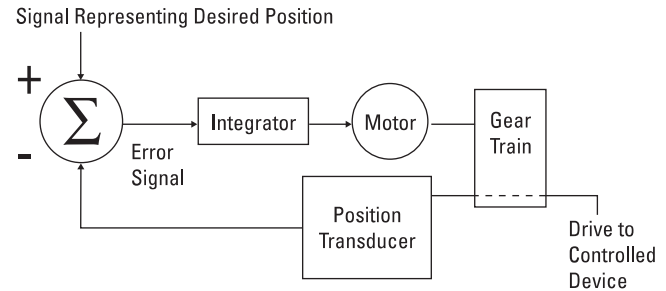 Signal Representing Desired Position
+
Σ
-
Error
Signal
Integrator
Motor
Gear
Train
Position
Transducer
Drive to
Controlled
Device